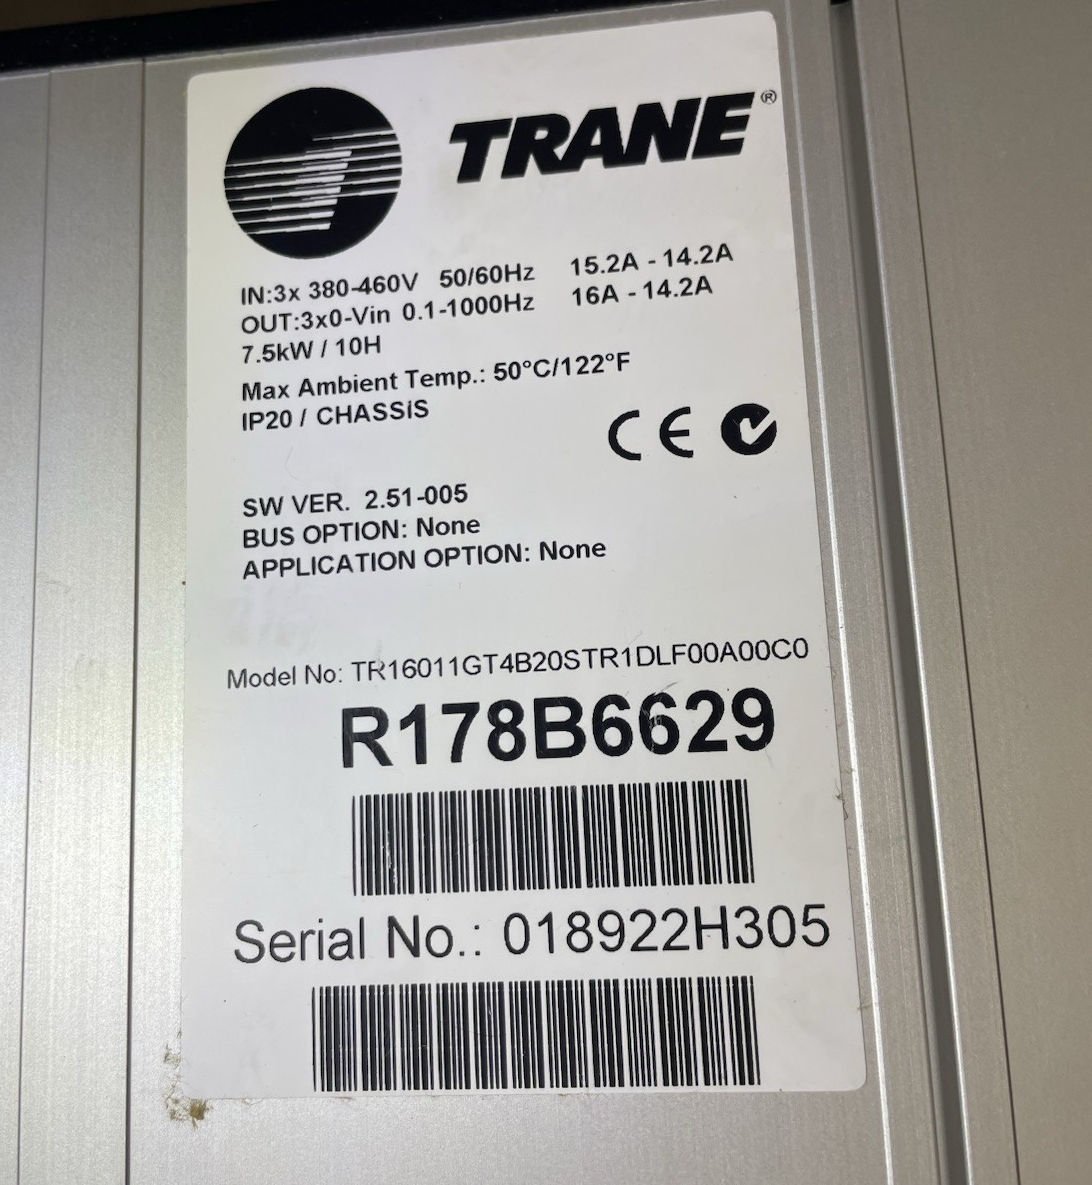 TRANE®
IN:3x 380-460V 50/60Hz 15.2A - 14.2A
OUT:3x0-Vin 0.1-1000Hz 16A - 14.2A
7.5kW / 10H
Max Ambient Temp.: 50°C/122°F
IP20 / CHASSIS
CE
SW VER. 2.51-005
BUS OPTION: None
APPLICATION OPTION: None
Model No: TR16011GT4B20STR1DLF00A00C0
R178B6629
Serial No.: 018922H305